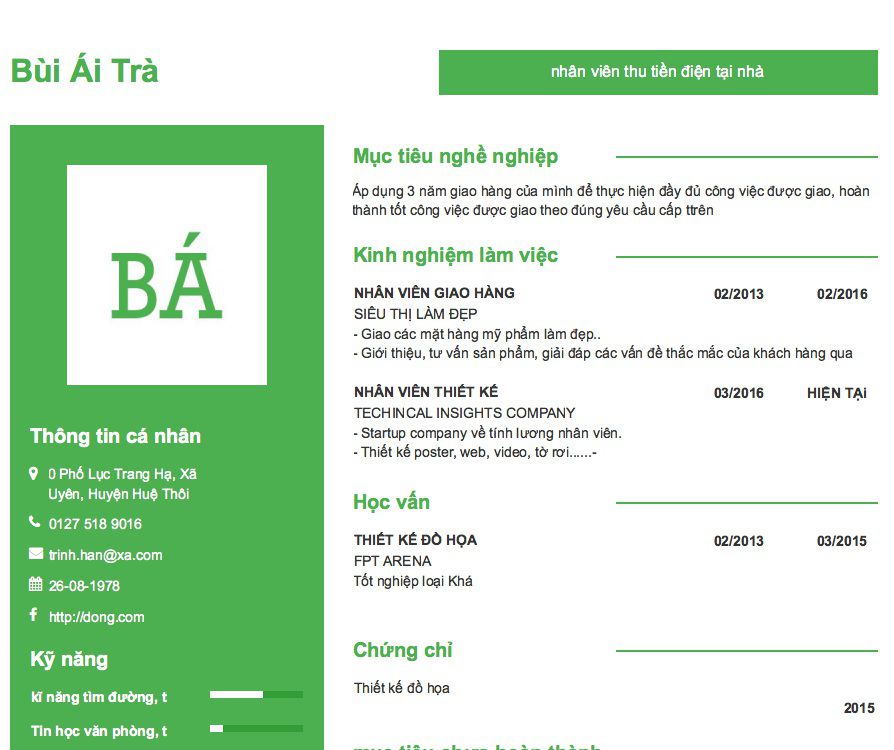 Bùi Ái Trà
nhân viên thu tiền điện tại nhà
BÁ
Thông tin cá nhân
0 Phố Lục Trang Hạ, Xã
Uyên, Huyện Huệ Thôi
0127 518 9016
trinh.han@xa.com
26-08-1978
http://dong.com
Kỹ năng
kĩ năng tìm đường, t
Tin học văn phòng, t
Mục tiêu nghề nghiệp
Áp dụng 3 năm giao hàng của mình để thực hiện đầy đủ công việc được giao, hoàn
thành tốt công việc được giao theo đúng yêu cầu cấp ttrên
Kinh nghiệm làm việc
NHÂN VIÊN GIAO HÀNG 02/2013 02/2016
SIÊU THỊ LÀM ĐẸP
- Giao các mặt hàng mỹ phẩm làm đẹp..
- Giới thiệu, tư vấn sản phẩm, giải đáp các vấn đề thắc mắc của khách hàng qua
NHÂN VIÊN THIẾT KẾ 03/2016 HIỆN TẠi
TECHINCAL INSIGHTS COMPANY
- Startup company về tính lương nhân viên.
- Thiết kế poster, web, video, tờ rơi......-
Học vấn
THIẾT KẾ ĐỒ HỌA 02/2013 03/2015
FPT ARENA
Tốt nghiệp loại Khá
Chứng chỉ
Thiết kế đồ họa
2015
mục tiêu chưa hoàn thành